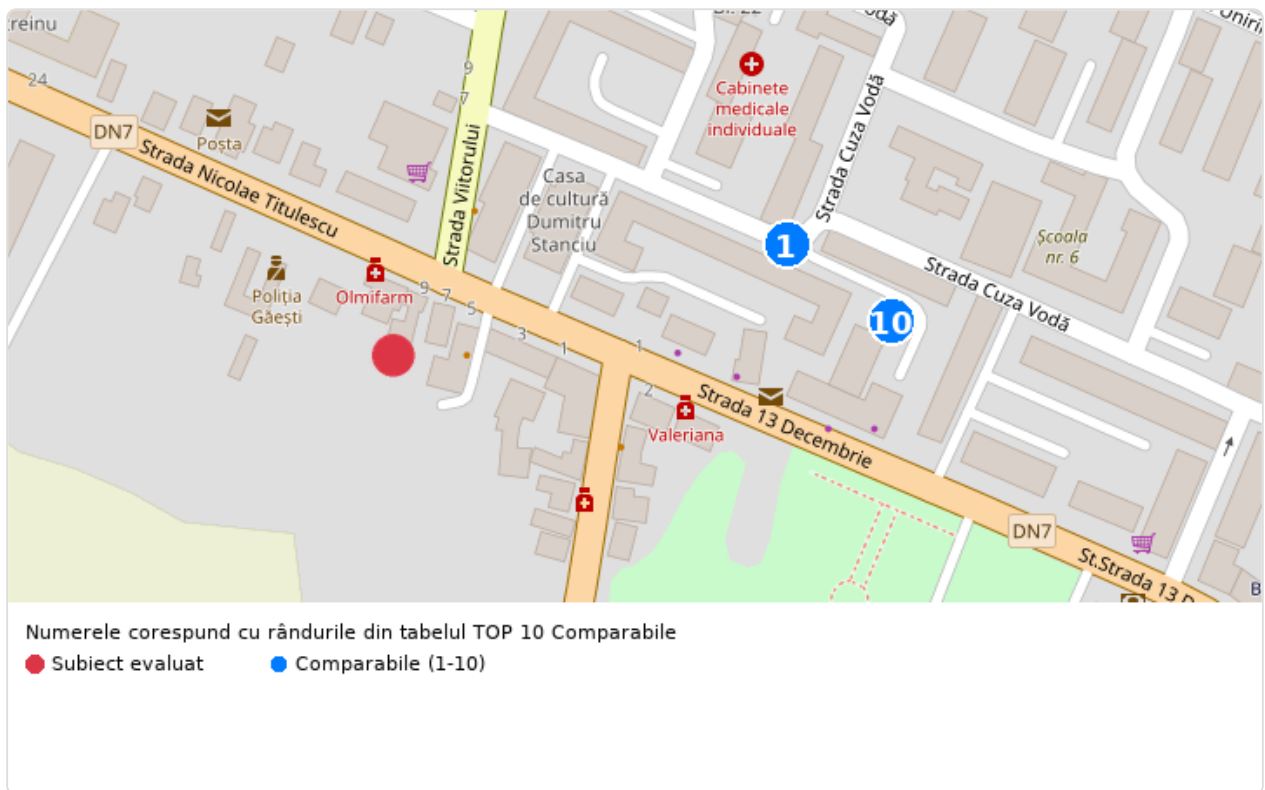 treinu
24
DN7
Poșta
Strada Nicolae Titulescu
9
7
Strada Viitorului
Casa
de cultură
Dumitru
Stanciu
Cabinete
medicale
individuale
Strada Cuza Vodă
Vodă
1
10
Școala
nr. 6
Strada Cuza Vodă
Poliția
Găești
Olmifarm
9
7
5
3
1
1
2
Valeriana
Strada 13 Decembrie
DN7
St.Strada 13 D
B
Numerele corespund cu rândurile din tabelul TOP 10 Comparabile
Subiect evaluat
Comparabile (1-10)